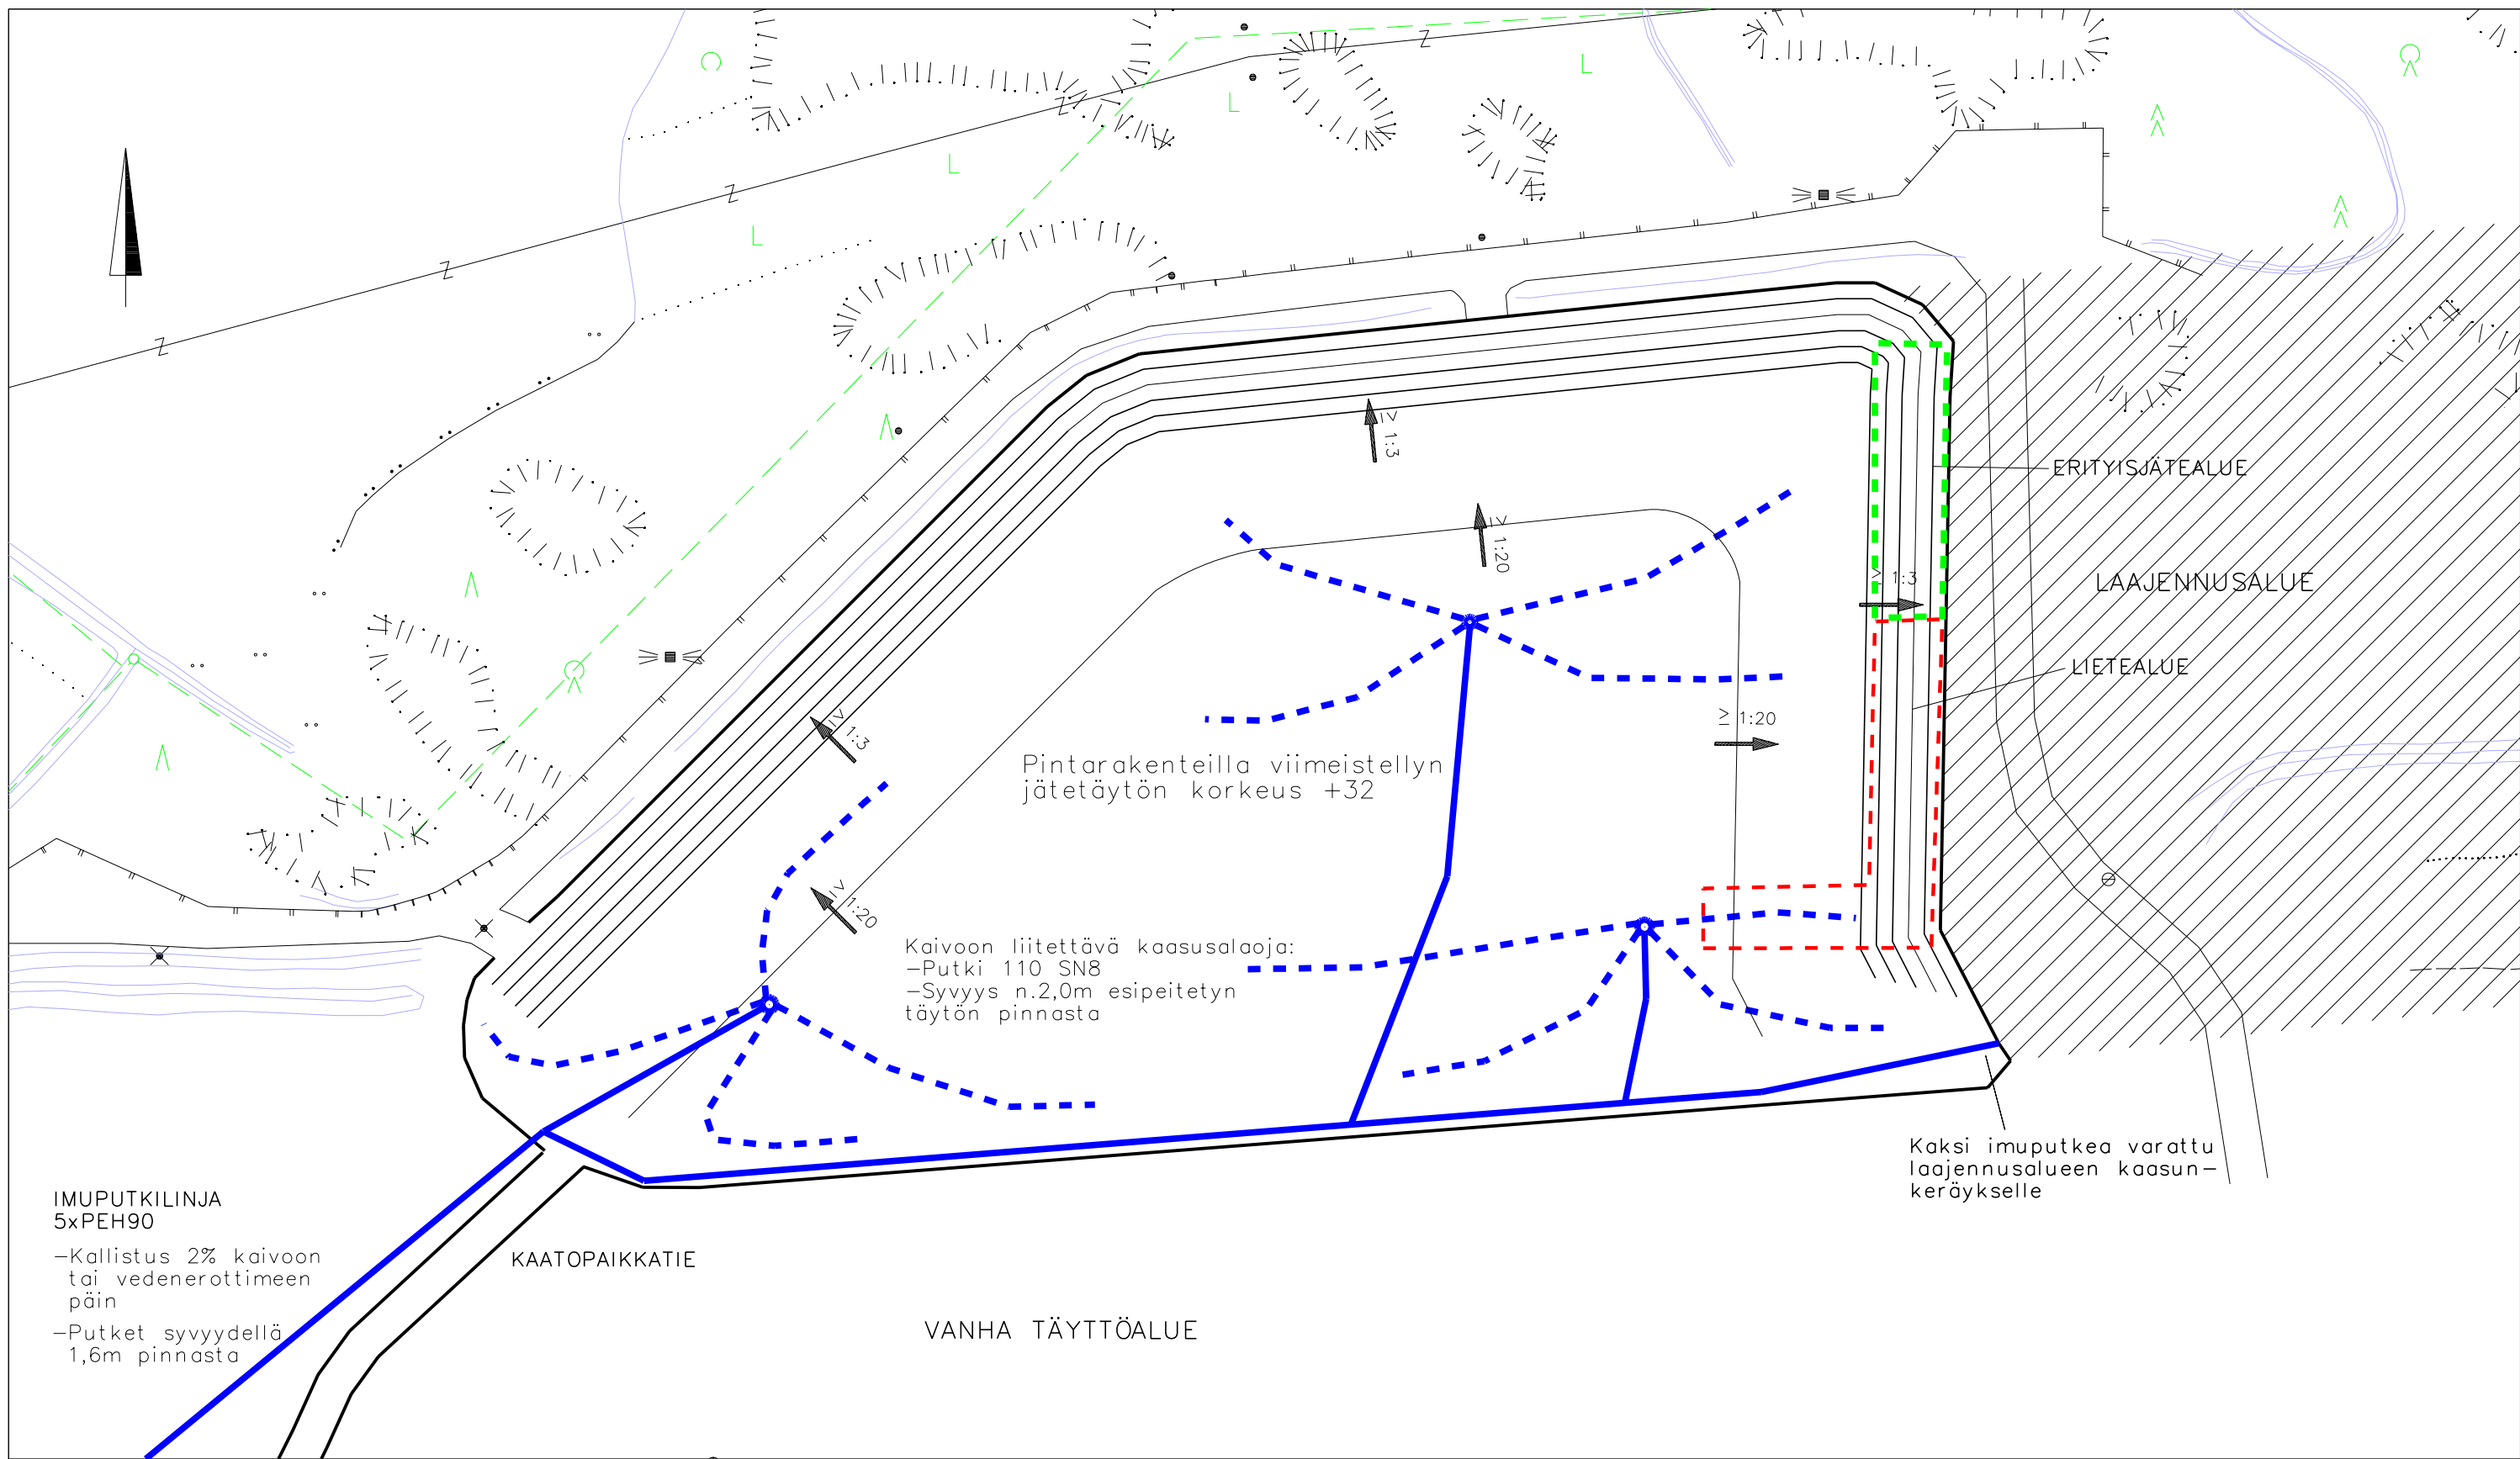 ERITYISJÄTEALUE
LAAJENNUSALUE
LIETEALUE
≥ 1:3
≥ 1:20
≥ 1:3
≥ 1:20
≥ 1:3
≥ 1:20
Pintarakenteilla viimeistellyn
jätetäytön korkeus +32
Kaivoon liitettävä kaasusalaoja:
-Putki 110 SN8
-Syvyys n.2,0m esipeitetyn
täytön pinnasta
Kaksi imuputkea varattu
laajennusalueen kaasun-
keräykselle
IMUPUTKILINJA
5xPEH90
-Kallistus 2% kaivoon
tai vedenerottimeen
päin
-Putket syvyydellä
1,6m pinnasta
KAATOPAIKKATIE
VANHA TÄYTTÖALUE